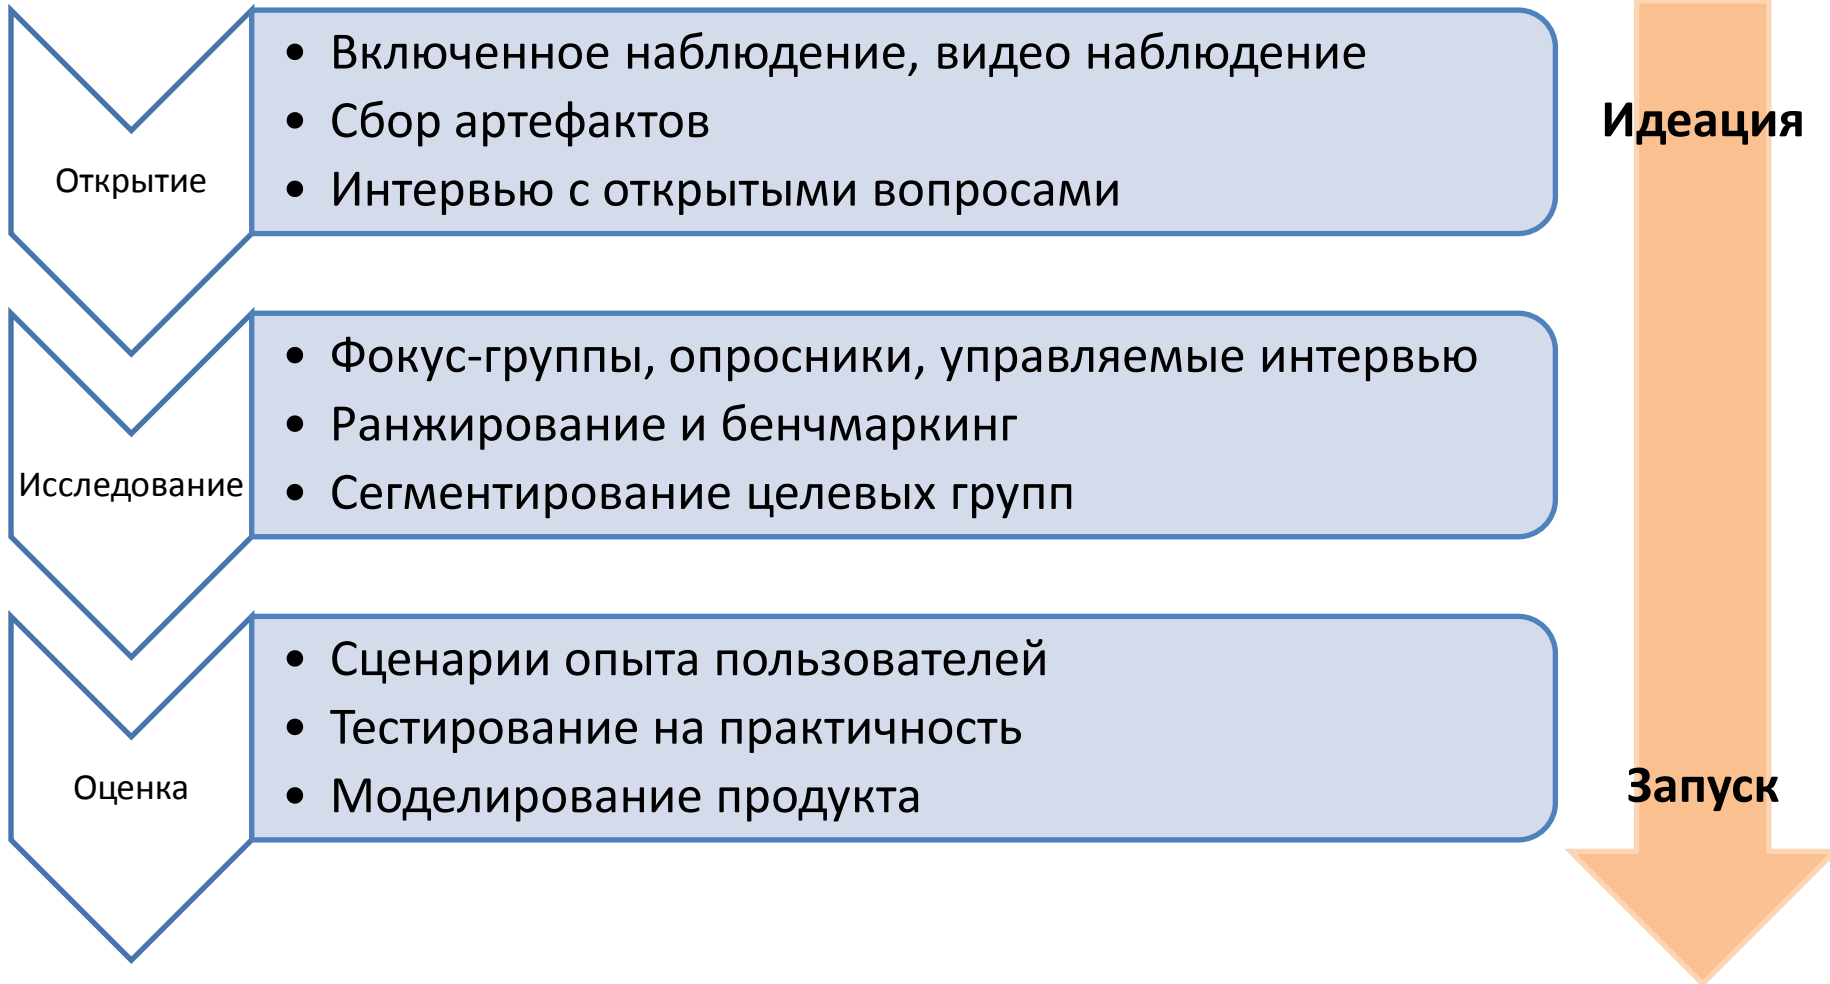 Открытие
• Включенное наблюдение, видео наблюдение
• Сбор артефактов
• Интервью с открытыми вопросами
Исследование
• Фокус-группы, опросники, управляемые интервью
• Ранжирование и бенчмаркинг
• Сегментирование целевых групп
Оценка
• Сценарии опыта пользователей
• Тестирование на практичность
• Моделирование продукта
Идеация
Запуск